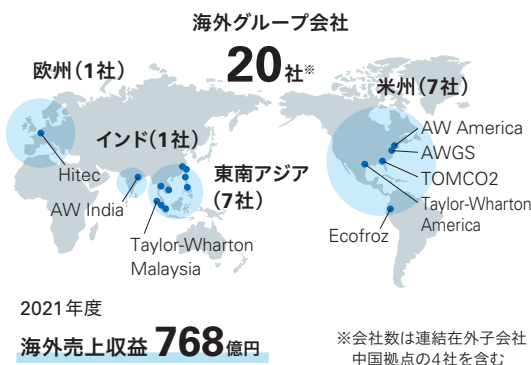 海外グループ会社
20社※
欧州（1社）
米州（7社）
インド（1社）
東南アジア
（7社）
AW America
AWGS
TOMCO2
Taylor-Wharton
America
Hitec
AW India
Ecofroz
Taylor-Wharton
Malaysia
2021年度
海外売上収益 768億円
※会社数は連結在外子会社
中国拠点の4社を含む